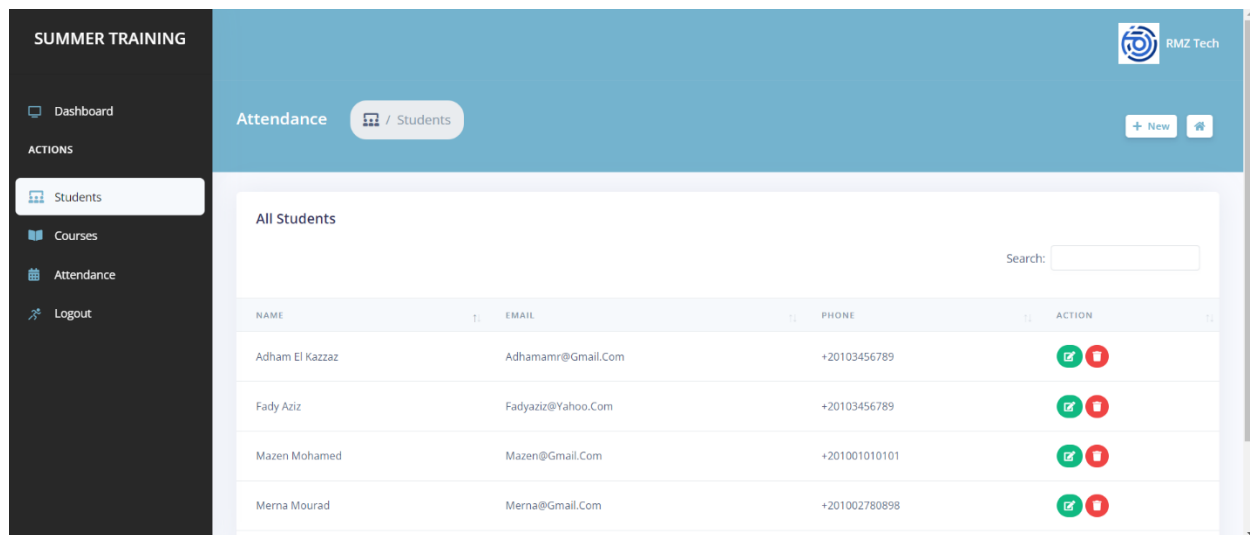 SUMMER TRAINING
RMZ Tech
Dashboard
Attendance / Students
+ New
ACTIONS
Students
Courses
Attendance
Logout
All Students
Search:
NAME EMAIL PHONE ACTION
Adham El Kazzaz Adhamamr@Gmail.Com +20103456789
Fady Aziz Fadyaziz@Yahoo.Com +20103456789
Mazen Mohamed Mazen@Gmail.Com +201001010101
Merna Mourad Merna@Gmail.Com +201002780898